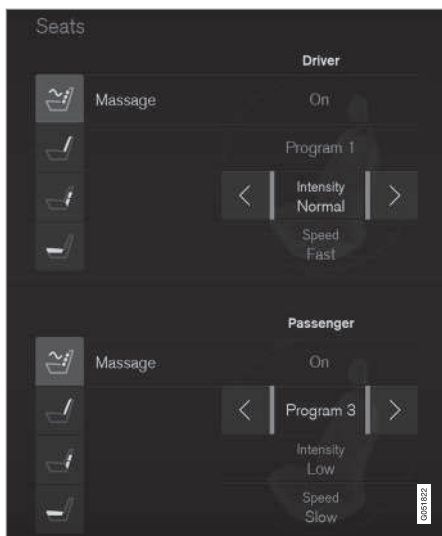 Seats
Driver
Massage On
Program 1
Intensity
Normal
Speed
Fast
Passenger
Massage On
Program 3
Intensity
Low
Speed
Slow
G051822